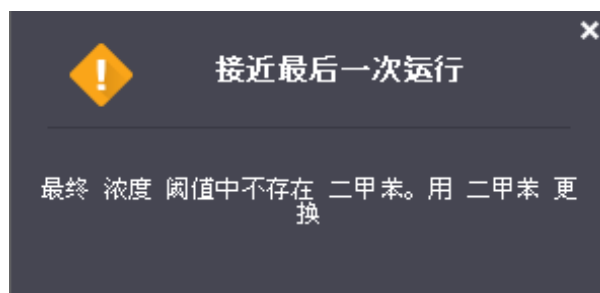 接近最后一次运行
最终 浓度 阈值中不存在 二甲苯。用 二甲苯 更
换